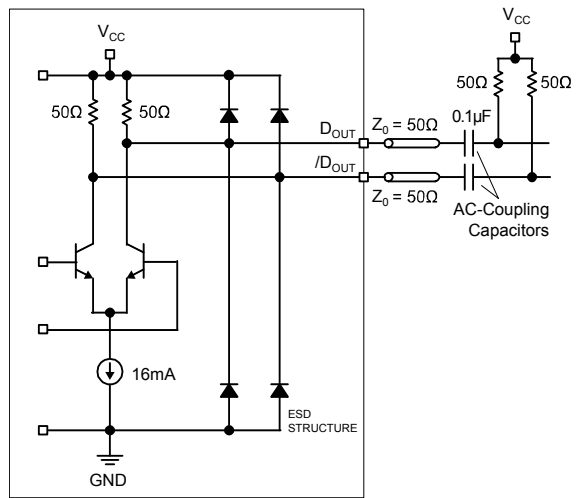 V_CC
V_CC
50Ω
50Ω
50Ω
50Ω
0.1µF
D_OUT
Z_0 = 50Ω
/D_OUT
Z_0 = 50Ω
AC-Coupling
Capacitors
16mA
ESD
STRUCTURE
GND